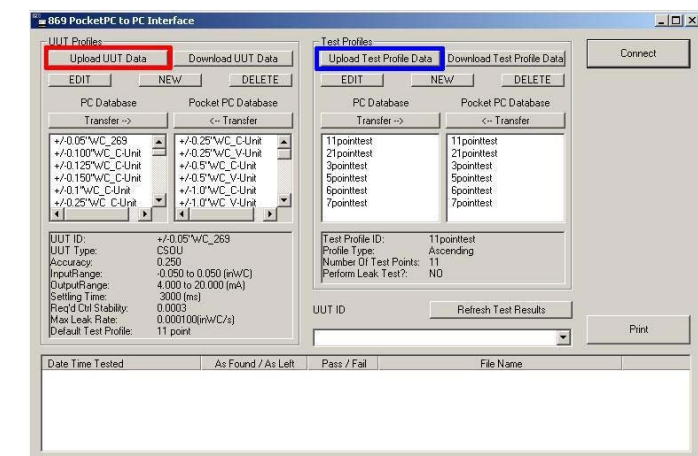 869 PocketPC to PC Interface
UUT Profiles
Upload UUT Data
Download UUT Data
EDIT
NEW
DELETE
PC Database
Pocket PC Database
Transfer -->
<-- Transfer
+/-0.05"WC_269
+/-0.100"WC_C-Unit
+/-0.125"WC_C-Unit
+/-0.150"WC_C-Unit
+/-0.1"WC_C-Unit
+/-0.25"WC_C-Unit
+/-0.25"WC_C-Unit
+/-0.25"WC_V-Unit
+/-0.5"WC_C-Unit
+/-0.5"WC_V-Unit
+/-1.0"WC_C-Unit
+/-1.0"WC_V-Unit
UUT ID: +/-0.05"WC_269
UUT Type: CSOU
Accuracy: 0.250
InputRange: -0.050 to 0.050 (inWC)
OutputRange: 4.000 to 20.000 (mA)
Settling Time: 3000 (ms)
Req'd Ctrl Stability: 0.0003
Max Leak Rate: 0.000100(inWC/s)
Default Test Profile: 11 point
Test Profiles
Upload Test Profile Data
Download Test Profile Data
EDIT
NEW
DELETE
PC Database
Pocket PC Database
Transfer -->
<-- Transfer
11pointtest
21pointtest
3pointtest
5pointtest
6pointtest
7pointtest
11pointtest
21pointtest
3pointtest
5pointtest
6pointtest
7pointtest
Test Profile ID: 11pointtest
Profile Type: Ascending
Number Of Test Points: 11
Perform Leak Test?: NO
UUT ID
Refresh Test Results
Connect
Print
Date Time Tested
As Found / As Left
Pass / Fail
File Name